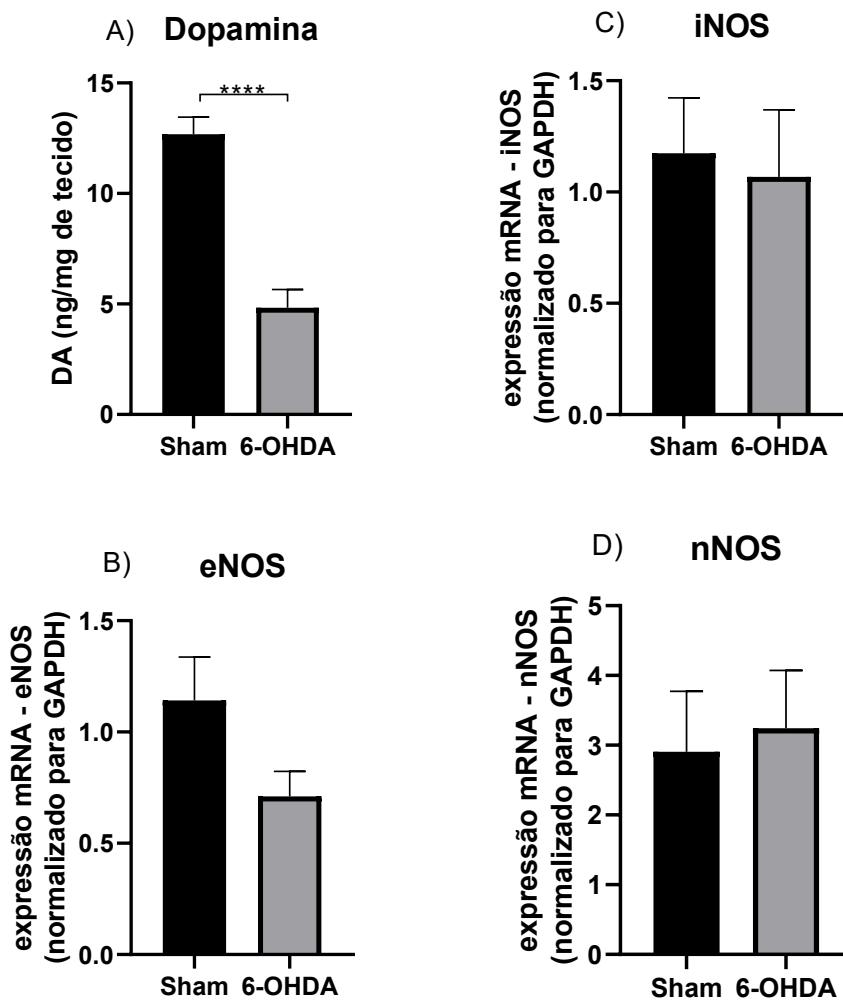 A) Dopamina
DA (ng/mg de tecido)
15
10
5
0
****
Sham 6-OHDA
C) iNOS
expressão mRNA - iNOS
(normalizado para GAPDH)
1.5
1.0
0.5
0.0
Sham 6-OHDA
B) eNOS
expressão mRNA - eNOS
(normalizado para GAPDH)
1.5
1.0
0.5
0.0
Sham 6-OHDA
D) nNOS
expressão mRNA - nNOS
(normalizado para GAPDH)
5
4
3
2
1
0
Sham 6-OHDA